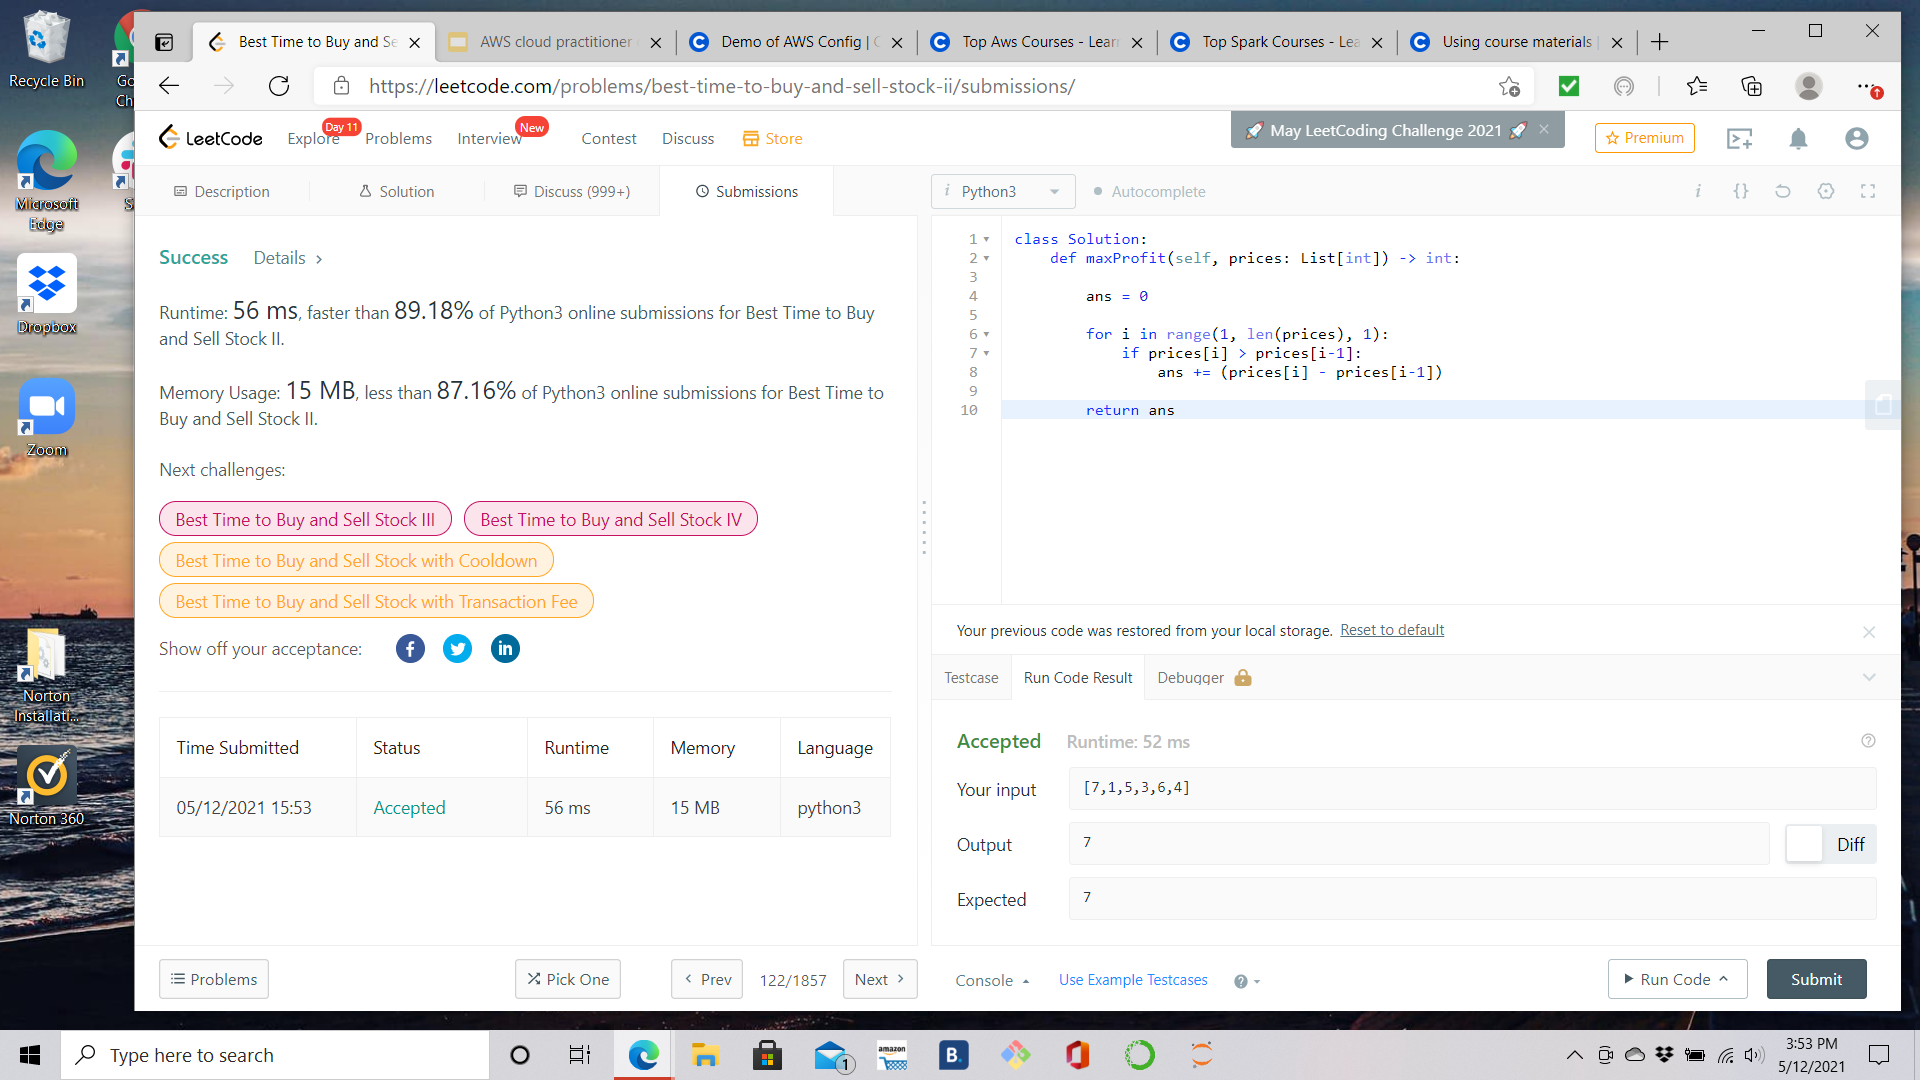 Recycle Bin
Go
Ch
Microsoft
Edge
S
Dropbox
Zoom
Norton
Installati...
Norton 360
Best Time to Buy and Se
AWS cloud practitioner
Demo of AWS Config | C
Top Aws Courses - Lear
Top Spark Courses - Lea
Using course materials |
https://leetcode.com/problems/best-time-to-buy-and-sell-stock-ii/submissions/
LeetCode
Explore
Day 11
Problems
Interview
New
Contest
Discuss
Store
🚀 May LeetCoding Challenge 2021 🚀
Premium
Description
Solution
Discuss (999+)
Submissions
i Python3
Autocomplete
i
{}
Success
Details >
Runtime: 56 ms, faster than 89.18% of Python3 online submissions for Best Time to Buy
and Sell Stock II.
Memory Usage: 15 MB, less than 87.16% of Python3 online submissions for Best Time to
Buy and Sell Stock II.
Next challenges:
Best Time to Buy and Sell Stock III
Best Time to Buy and Sell Stock IV
Best Time to Buy and Sell Stock with Cooldown
Best Time to Buy and Sell Stock with Transaction Fee
Show off your acceptance:
Time Submitted Status Runtime Memory Language
05/12/2021 15:53 Accepted 56 ms 15 MB python3
1 class Solution:
2     def maxProfit(self, prices: List[int]) -> int:
3
4         ans = 0
5
6         for i in range(1, len(prices), 1):
7             if prices[i] > prices[i-1]:
8                 ans += (prices[i] - prices[i-1])
9
10         return ans
Your previous code was restored from your local storage. Reset to default
Testcase
Run Code Result
Debugger
Accepted Runtime: 52 ms
Your input [7,1,5,3,6,4]
Output 7
Diff
Expected 7
Problems
Pick One
< Prev
122/1857
Next >
Console
Use Example Testcases
Run Code
Submit
Type here to search
1
amazon
B.
3:53 PM
5/12/2021